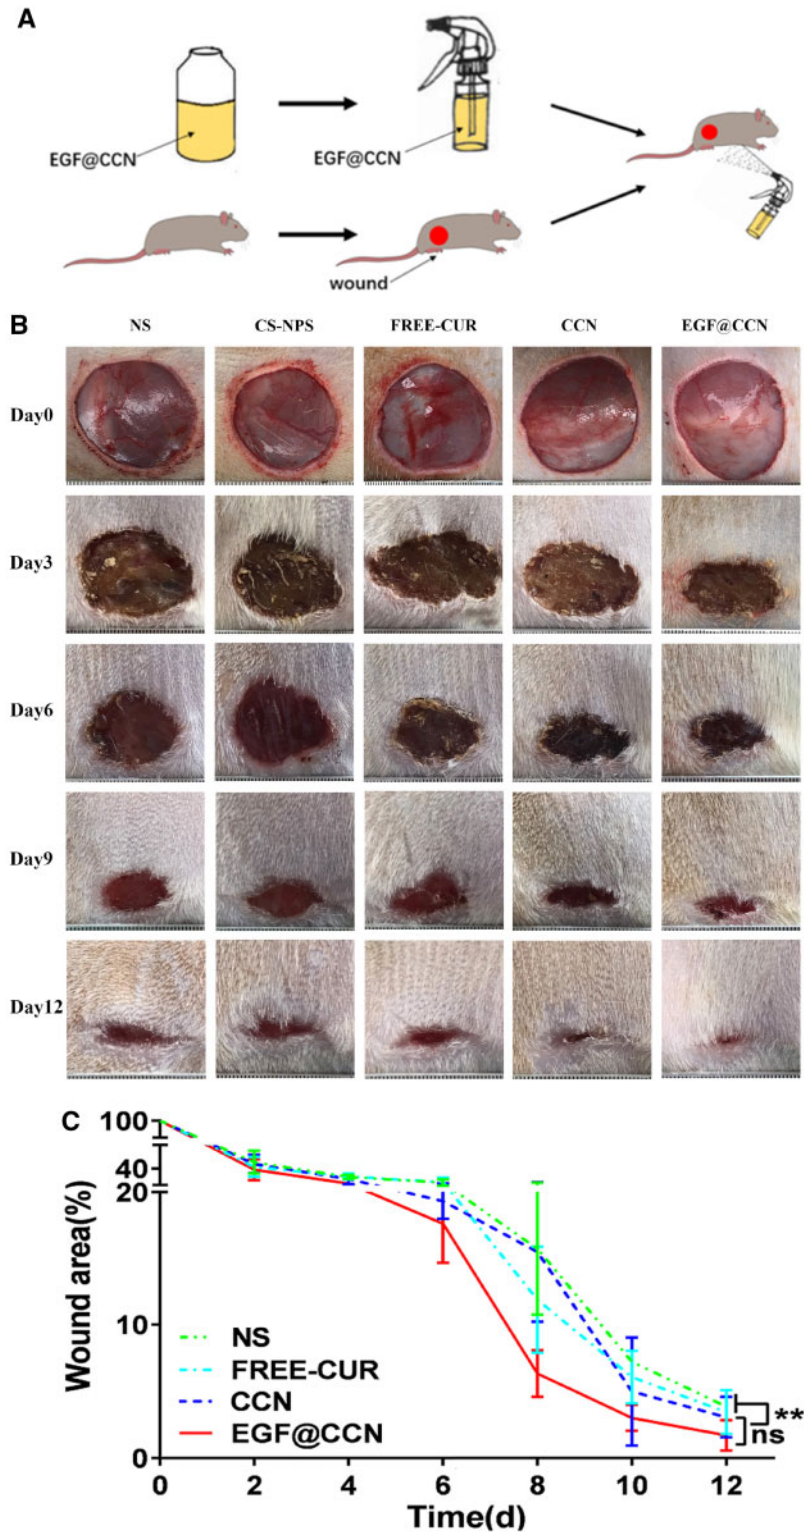 A
EGF@CCN
EGF@CCN
wound
B
NS CS-NPS FREE-CUR CCN EGF@CCN
Day0
Day3
Day6
Day9
Day12
C
100
40
20
10
0
Wound area(%)
NS
FREE-CUR
CCN
EGF@CCN
**
ns
0 2 4 6 8 10 12
Time(d)